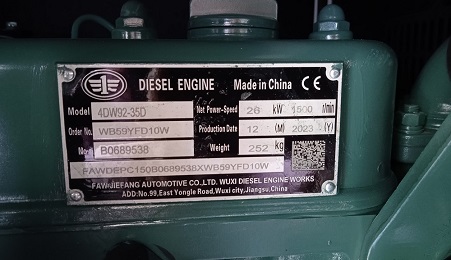 DIESEL ENGINE Made in China CE
Model 4DW92-35D Net Power-Speed 26 kW 1500 r/min
Order No. WB59YFD10W Production Date 12 (M) 2023 (Y)
B0689538 Weight 252 kg
FAWDEPC150B0689538XWB59YFD10W
FAW JIEFANG AUTOMOTIVE CO.,LTD. WUXI DIESEL ENGINE WORKS
ADD:No.99,East Yongle Road,Wuxi city,Jiangsu,China